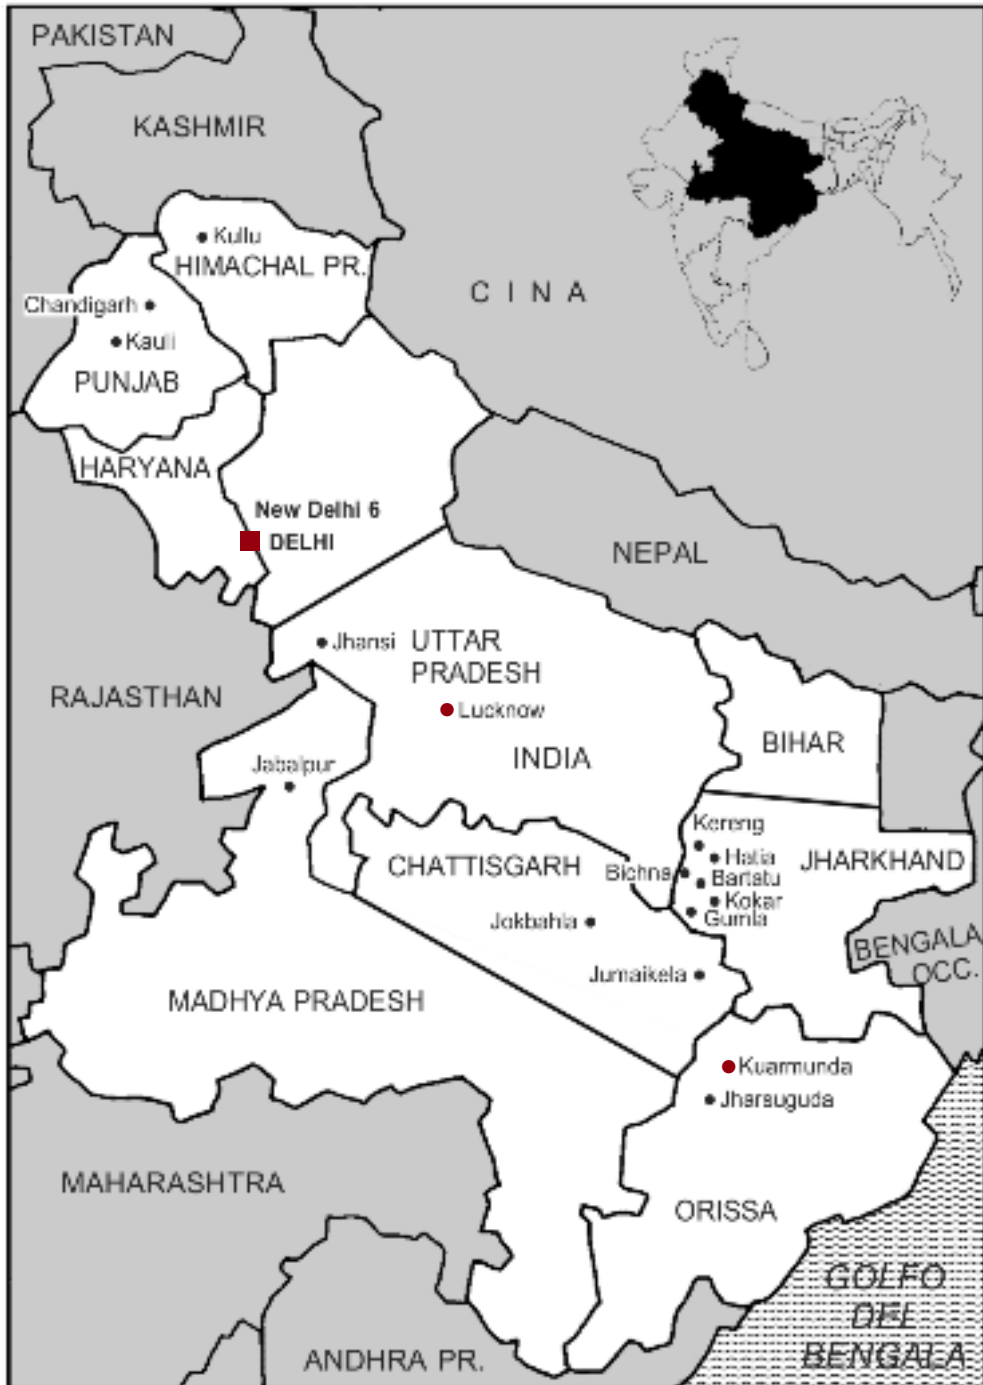 PAKISTAN
KASHMIR
Kullu
HIMACHAL PR.
CINA
Chandigarh
Kauli
PUNJAB
HARYANA
New Delhi 6
DELHI
NEPAL
Jhansi
UTTAR
PRADESH
RAJASTHAN
Lucknow
INDIA
BIHAR
Jabalpur
Kereng
CHATTISGARH
Hatia
JHARKHAND
Bichna
Bartatu
Kokar
Gumla
Jokbahla
BENGALA
OCC.
Jumaikela
MADHYA PRADESH
Kuarmunda
Jharsuguda
MAHARASHTRA
ORISSA
GOLFO
DEL
BENGALA
ANDHRA PR.